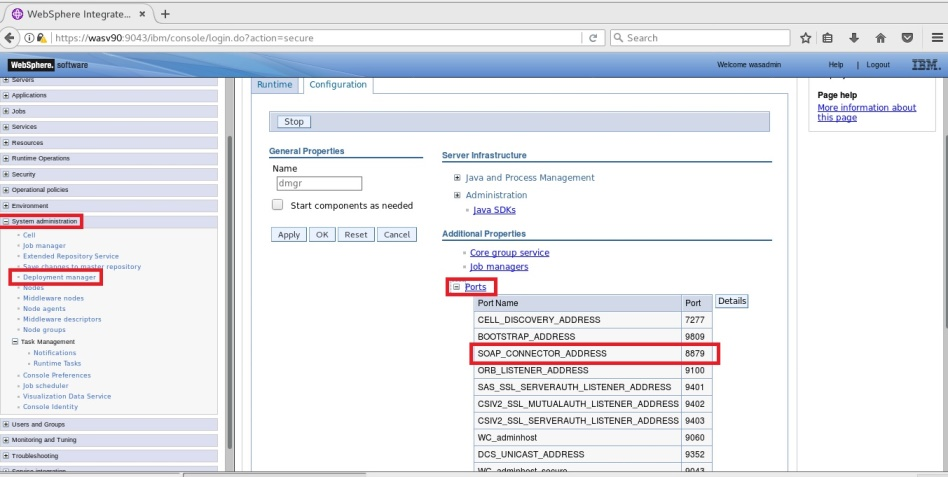 WebSphere Integrate...
https://wasv90:9043/ibm/console/login.do?action=secure
Search
WebSphere. software
Welcome wasadmin
Help | Logout
IBM.
Servers
Applications
Jobs
Services
Resources
Runtime Operations
Security
Operational policies
Environment
System administration
Cell
Job manager
Extended Repository Service
Save changes to master repository
Deployment manager
Nodes
Middleware nodes
Node agents
Middleware descriptors
Node groups
Task Management
Notifications
Runtime Tasks
Console Preferences
Job scheduler
Visualization Data Service
Console Identity
Users and Groups
Monitoring and Tuning
Troubleshooting
Service integration
Runtime Configuration
Stop
General Properties
Name
dmgr
Start components as needed
Apply OK Reset Cancel
Server Infrastructure
Java and Process Management
Administration
Java SDKs
Additional Properties
Core group service
Job managers
Ports
Port Name Port Details
CELL_DISCOVERY_ADDRESS 7277
BOOTSTRAP_ADDRESS 9809
SOAP_CONNECTOR_ADDRESS 8879
ORB_LISTENER_ADDRESS 9100
SAS_SSL_SERVERAUTH_LISTENER_ADDRESS 9401
CSIV2_SSL_MUTUALAUTH_LISTENER_ADDRESS 9402
CSIV2_SSL_SERVERAUTH_LISTENER_ADDRESS 9403
WC_adminhost 9060
DCS_UNICAST_ADDRESS 9352
WC_adminhost_secure 9043
Page help
More information about
this page